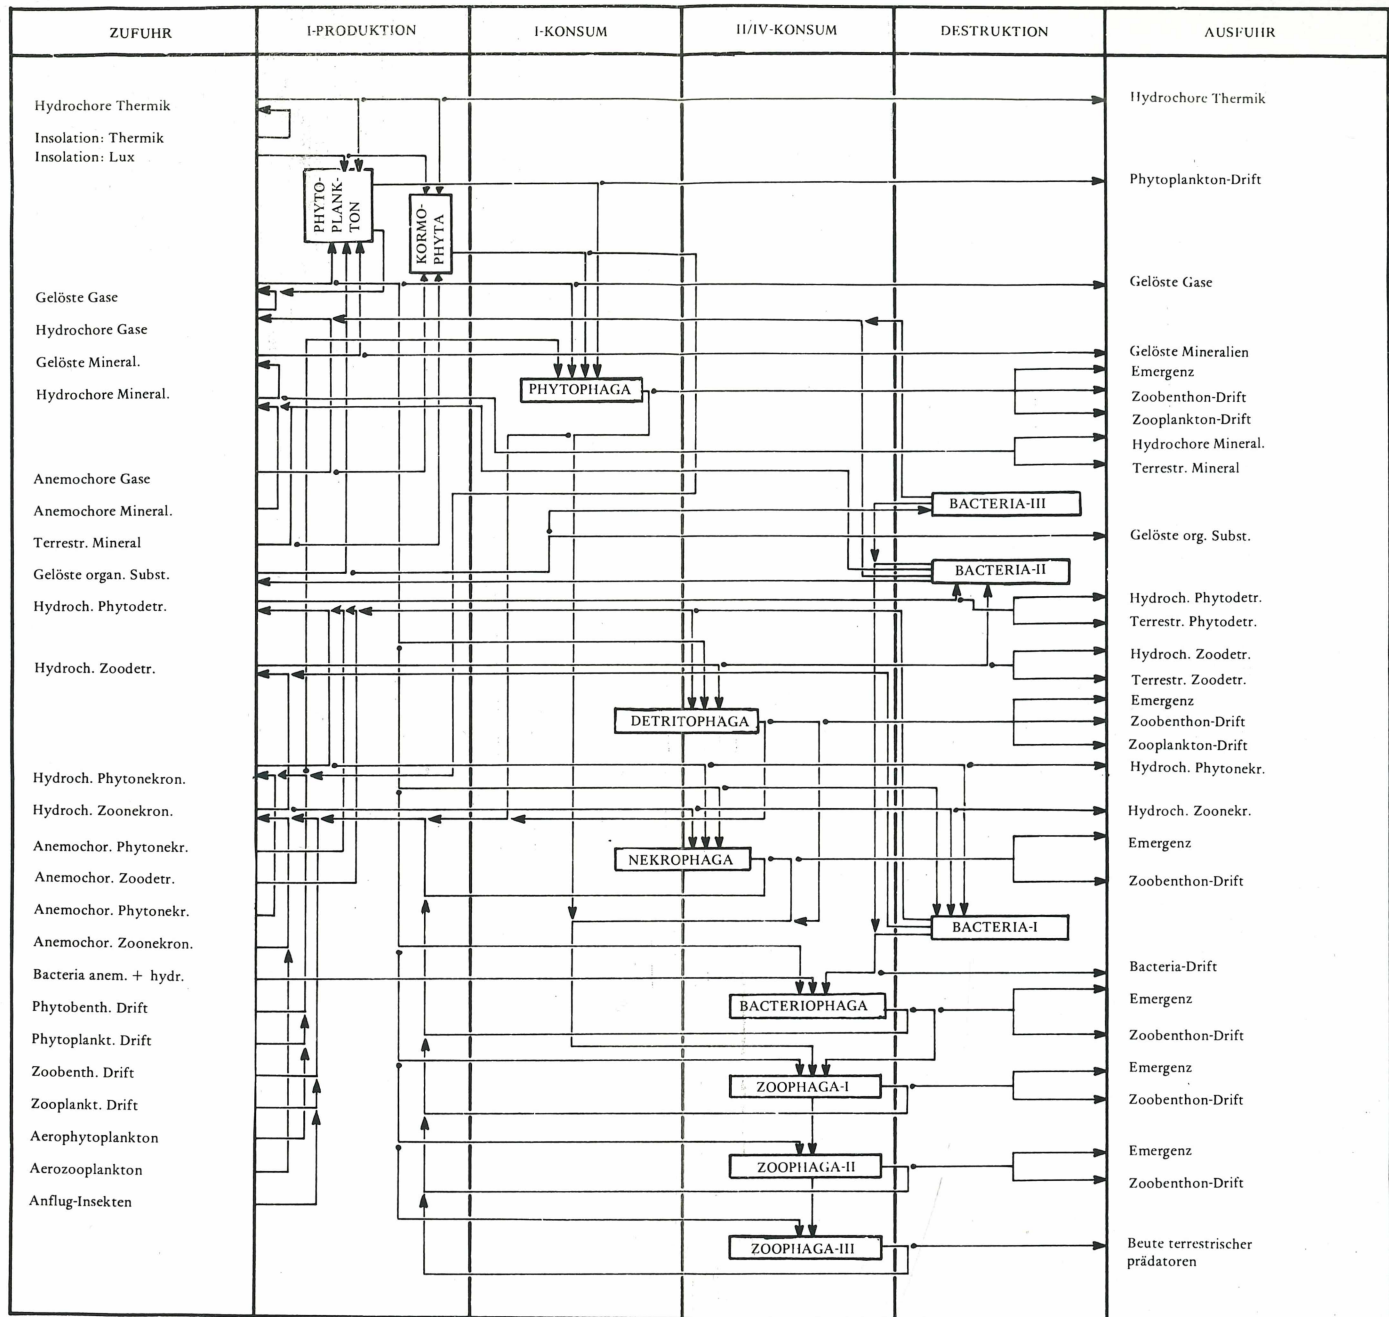 ZUFUHR
I-PRODUKTION
I-KONSUM
II/IV-KONSUM
DESTRUKTION
AUSFUHR
Hydrochore Thermik
Insolation: Thermik
Insolation: Lux
Gelöste Gase
Hydrochore Gase
Gelöste Mineral.
Hydrochore Mineral.
Anemochore Gase
Anemochore Mineral.
Terrestr. Mineral
Gelöste organ. Subst.
Hydroch. Phytodetr.
Hydroch. Zoodetr.
Hydroch. Phytonekron.
Hydroch. Zoonekron.
Anemochor. Phytonekr.
Anemochor. Zoodetr.
Anemochor. Phytonekr.
Anemochor. Zoonekron.
Bacteria anem. + hydr.
Phytobenth. Drift
Phytoplankt. Drift
Zoobenth. Drift
Zooplankt. Drift
Aerophytoplankton
Aerozooplankton
Anflug-Insekten
PHYTO-
PLANK-
TON
KORMO-
PHYTA
PHYTOPHAGA
DETRITOPHAGA
NEKROPHAGA
BACTERIOPHAGA
ZOOPHAGA-I
ZOOPHAGA-II
ZOOPHAGA-III
BACTERIA-III
BACTERIA-II
BACTERIA-I
Hydrochore Thermik
Phytoplankton-Drift
Gelöste Gase
Gelöste Mineralien
Emergenz
Zoobenthon-Drift
Zooplankton-Drift
Hydrochore Mineral.
Terrestr. Mineral
Gelöste org. Subst.
Hydroch. Phytodetr.
Terrestr. Phytodetr.
Hydroch. Zoodetr.
Terrestr. Zoodetr.
Emergenz
Zoobenthon-Drift
Zooplankton-Drift
Hydroch. Phytonekr.
Hydroch. Zoonekr.
Emergenz
Zoobenthon-Drift
Bacteria-Drift
Emergenz
Zoobenthon-Drift
Emergenz
Zoobenthon-Drift
Emergenz
Zoobenthon-Drift
Beute terrestrischer
prädatoren